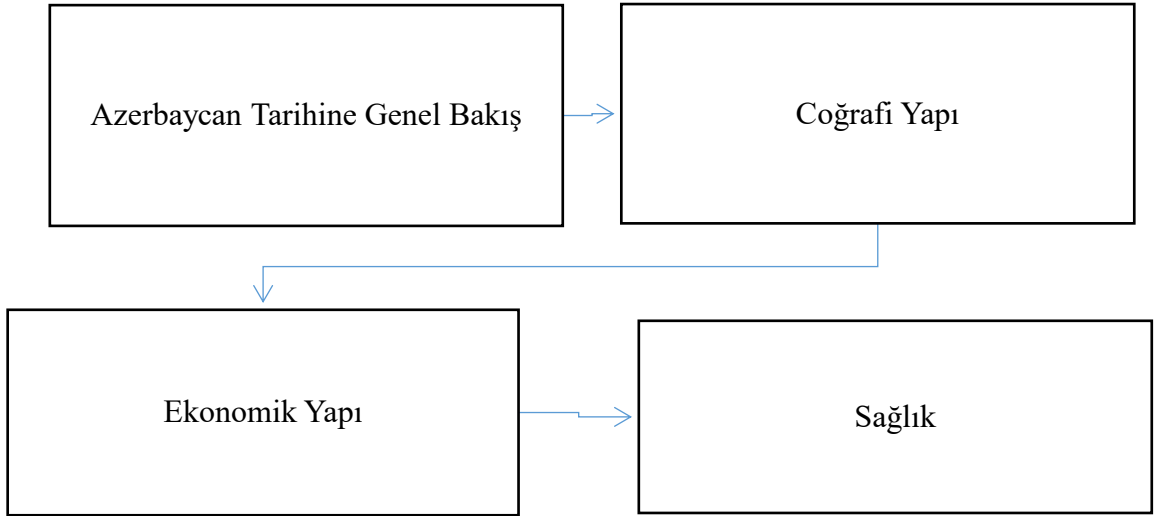 Azerbaycan Tarihine Genel Bakış
Coğrafi Yapı
Ekonomik Yapı
Sağlık